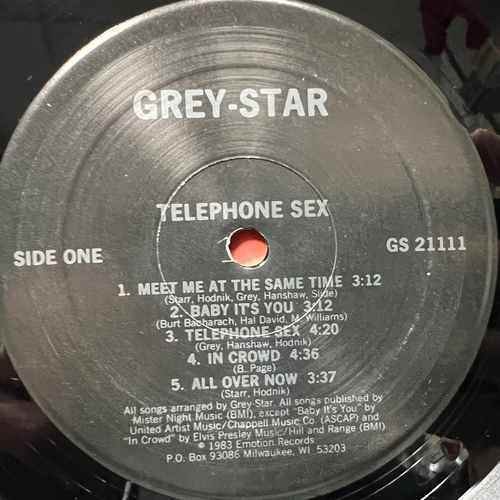 GREY-STAR
TELEPHONE SEX
SIDE ONE
GS 21111
1. MEET ME AT THE SAME TIME 3:12
(Starr, Hodnik, Grey, Hanshaw, Slide)
2. BABY IT'S YOU 3:12
(Burt Bacharach, Hal David, M. Williams)
3. TELEPHONE SEX 4:20
(Grey, Hanshaw, Hodnik)
4. IN CROWD 4:36
(B. Page)
5. ALL OVER NOW 3:37
(Starr, Hodnik)
All songs arranged by Grey-Star. All songs published by
Mister Night Music (BMI), except "Baby It's You" by
United Artist Music/Chappell Music Co. (ASCAP) and
"In Crowd" by Elvis Presley Music/Hill and Range (BMI)
© 1983 Emotion Records
P.O. Box 93086 Milwaukee, WI 53203